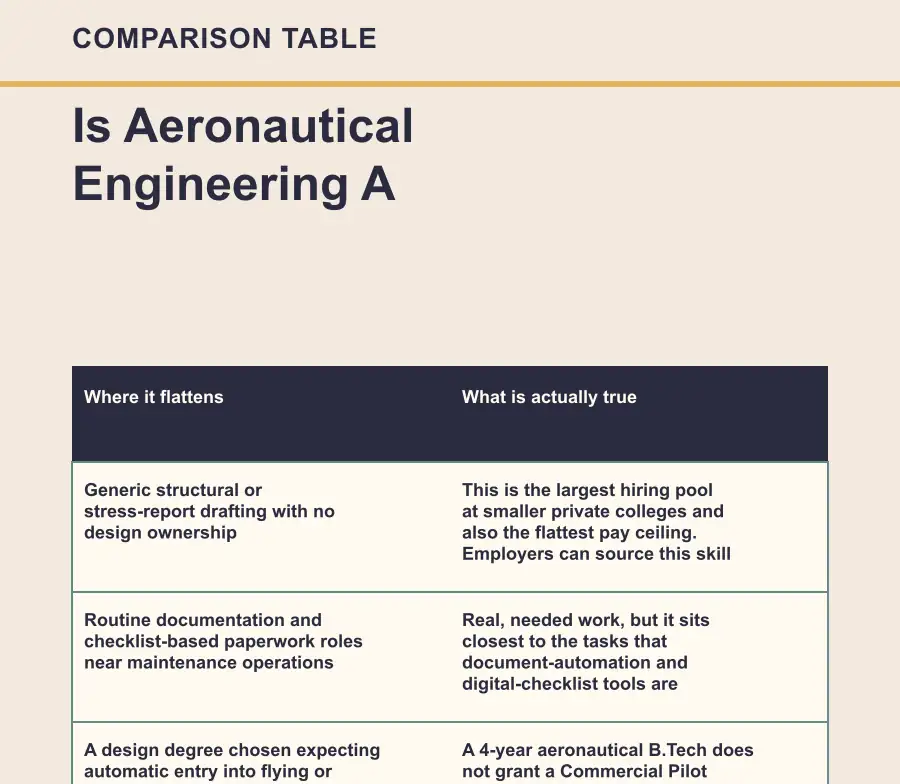 COMPARISON TABLE
Is Aeronautical
Engineering A
Where it flattens
What is actually true
Generic structural or
stress-report drafting with no
design ownership
This is the largest hiring pool
at smaller private colleges and
also the flattest pay ceiling.
Employers can source this skill
Routine documentation and
checklist-based paperwork roles
near maintenance operations
Real, needed work, but it sits
closest to the tasks that
document-automation and
digital-checklist tools are
A design degree chosen expecting
automatic entry into flying or
A 4-year aeronautical B.Tech does
not grant a Commercial Pilot